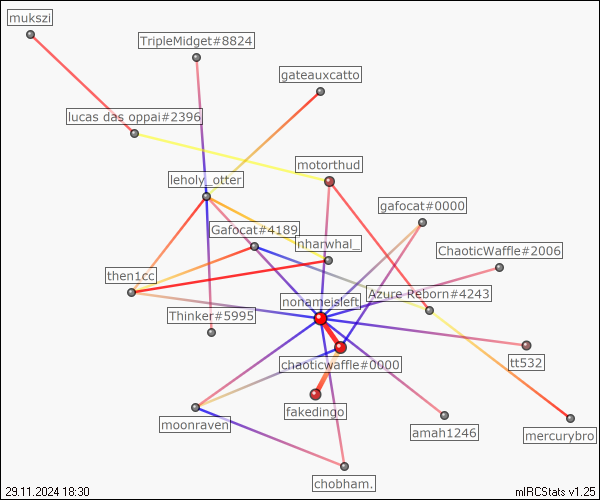 mukszi
TripleMidget#8824
gateauxcatto
lucas das oppai#2396
motorthud
leholy_otter
gafocat#0000
Gafocat#4189
nharwhal_
ChaoticWaffle#2006
then1cc
Azure Reborn#4243
nonameisleft
Thinker#5995
chaoticwaffle#0000
tt532
fakedingo
moonraven
amah1246
mercurybro
chobham.
29.11.2024 18:30
mIRCStats v1.25